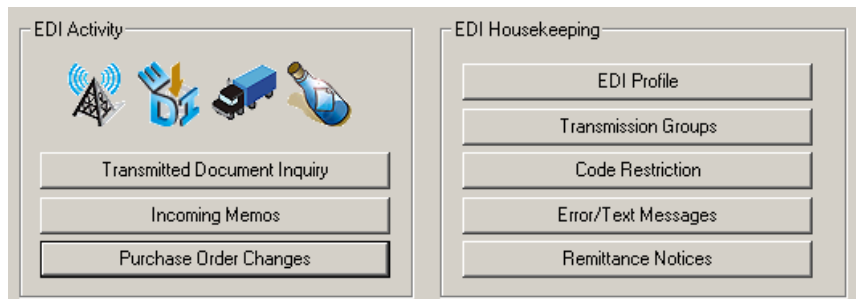 EDI Activity
EDI
Transmitted Document Inquiry
Incoming Memos
Purchase Order Changes
EDI Housekeeping
EDI Profile
Transmission Groups
Code Restriction
Error/Text Messages
Remittance Notices